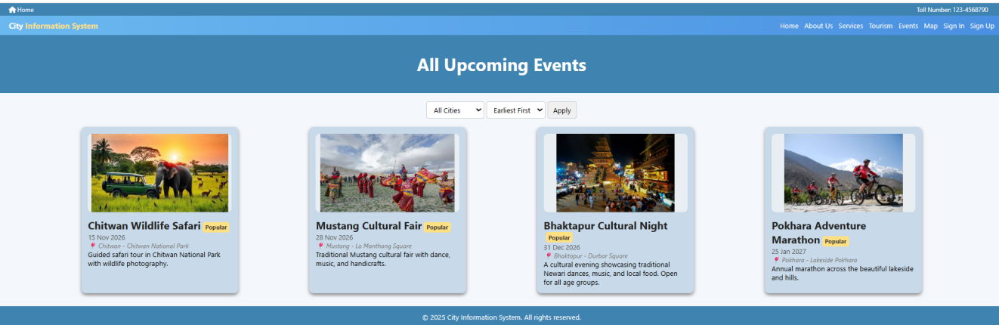 Home
Toll Number: 123-4568790
City Information System
Home About Us Services Tourism Events Map Sign In Sign Up
All Upcoming Events
All Cities
Earliest First
Apply
Chitwan Wildlife Safari Popular
15 Nov 2026
Chitwan - Chitwan National Park
Guided safari tour in Chitwan National Park
with wildlife photography.
Mustang Cultural Fair Popular
28 Nov 2026
Mustang - Lo Manthang Square
Traditional Mustang cultural fair with dance,
music, and handicrafts.
Bhaktapur Cultural Night
Popular
31 Dec 2026
Bhaktapur - Durbar Square
A cultural evening showcasing traditional
Newari dances, music, and local food. Open
for all age groups.
Pokhara Adventure
Marathon Popular
25 Jan 2027
Pokhara - Lakeside Pokhara
Annual marathon across the beautiful lakeside
and hills.
© 2025 City Information System. All rights reserved.